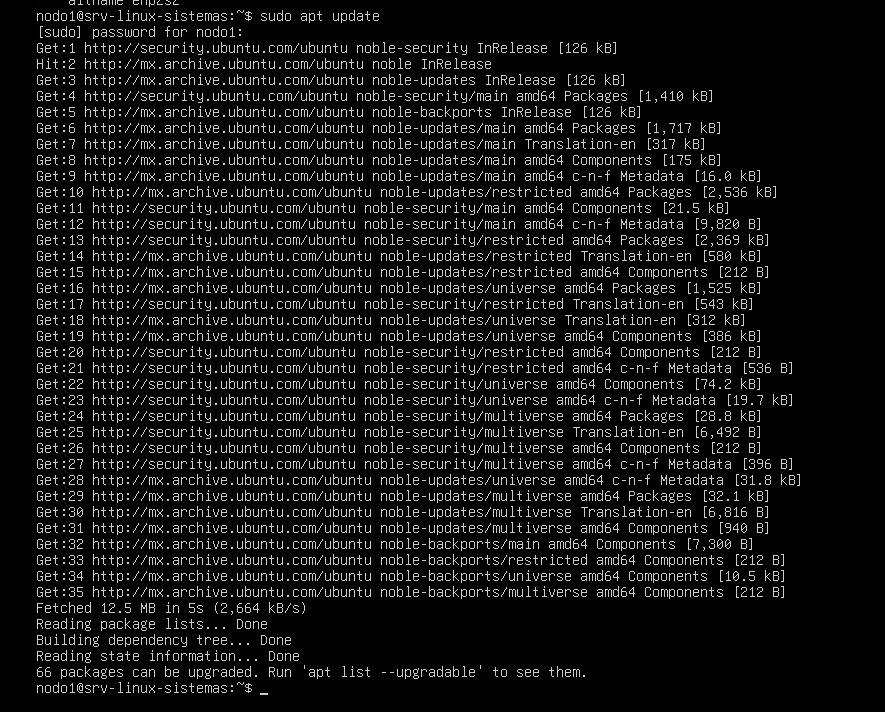 altname enp2s2
nodo1@srv-linux-sistemas:~$ sudo apt update
[sudo] password for nodo1:
Get:1 http://security.ubuntu.com/ubuntu noble-security InRelease [126 kB]
Hit:2 http://mx.archive.ubuntu.com/ubuntu noble InRelease
Get:3 http://mx.archive.ubuntu.com/ubuntu noble-updates InRelease [126 kB]
Get:4 http://security.ubuntu.com/ubuntu noble-security/main amd64 Packages [1,410 kB]
Get:5 http://mx.archive.ubuntu.com/ubuntu noble-backports InRelease [126 kB]
Get:6 http://mx.archive.ubuntu.com/ubuntu noble-updates/main amd64 Packages [1,717 kB]
Get:7 http://mx.archive.ubuntu.com/ubuntu noble-updates/main Translation-en [317 kB]
Get:8 http://mx.archive.ubuntu.com/ubuntu noble-updates/main amd64 Components [175 kB]
Get:9 http://mx.archive.ubuntu.com/ubuntu noble-updates/main amd64 c-n-f Metadata [16.0 kB]
Get:10 http://mx.archive.ubuntu.com/ubuntu noble-updates/restricted amd64 Packages [2,536 kB]
Get:11 http://security.ubuntu.com/ubuntu noble-security/main amd64 Components [21.5 kB]
Get:12 http://security.ubuntu.com/ubuntu noble-security/main amd64 c-n-f Metadata [9,820 B]
Get:13 http://security.ubuntu.com/ubuntu noble-security/restricted amd64 Packages [2,369 kB]
Get:14 http://mx.archive.ubuntu.com/ubuntu noble-updates/restricted Translation-en [580 kB]
Get:15 http://mx.archive.ubuntu.com/ubuntu noble-updates/restricted amd64 Components [212 B]
Get:16 http://mx.archive.ubuntu.com/ubuntu noble-updates/universe amd64 Packages [1,525 kB]
Get:17 http://security.ubuntu.com/ubuntu noble-security/restricted Translation-en [543 kB]
Get:18 http://mx.archive.ubuntu.com/ubuntu noble-updates/universe Translation-en [312 kB]
Get:19 http://mx.archive.ubuntu.com/ubuntu noble-updates/universe amd64 Components [386 kB]
Get:20 http://security.ubuntu.com/ubuntu noble-security/restricted amd64 Components [212 B]
Get:21 http://security.ubuntu.com/ubuntu noble-security/restricted amd64 c-n-f Metadata [536 B]
Get:22 http://security.ubuntu.com/ubuntu noble-security/universe amd64 Components [74.2 kB]
Get:23 http://security.ubuntu.com/ubuntu noble-security/universe amd64 c-n-f Metadata [19.7 kB]
Get:24 http://security.ubuntu.com/ubuntu noble-security/multiverse amd64 Packages [28.8 kB]
Get:25 http://security.ubuntu.com/ubuntu noble-security/multiverse Translation-en [6,492 B]
Get:26 http://security.ubuntu.com/ubuntu noble-security/multiverse amd64 Components [212 B]
Get:27 http://security.ubuntu.com/ubuntu noble-security/multiverse amd64 c-n-f Metadata [396 B]
Get:28 http://mx.archive.ubuntu.com/ubuntu noble-updates/universe amd64 c-n-f Metadata [31.8 kB]
Get:29 http://mx.archive.ubuntu.com/ubuntu noble-updates/multiverse amd64 Packages [32.1 kB]
Get:30 http://mx.archive.ubuntu.com/ubuntu noble-updates/multiverse Translation-en [6,816 B]
Get:31 http://mx.archive.ubuntu.com/ubuntu noble-updates/multiverse amd64 Components [940 B]
Get:32 http://mx.archive.ubuntu.com/ubuntu noble-backports/main amd64 Components [7,300 B]
Get:33 http://mx.archive.ubuntu.com/ubuntu noble-backports/restricted amd64 Components [212 B]
Get:34 http://mx.archive.ubuntu.com/ubuntu noble-backports/universe amd64 Components [10.5 kB]
Get:35 http://mx.archive.ubuntu.com/ubuntu noble-backports/multiverse amd64 Components [212 B]
Fetched 12.5 MB in 5s (2,664 kB/s)
Reading package lists... Done
Building dependency tree... Done
Reading state information... Done
66 packages can be upgraded. Run 'apt list --upgradable' to see them.
nodo1@srv-linux-sistemas:~$ _